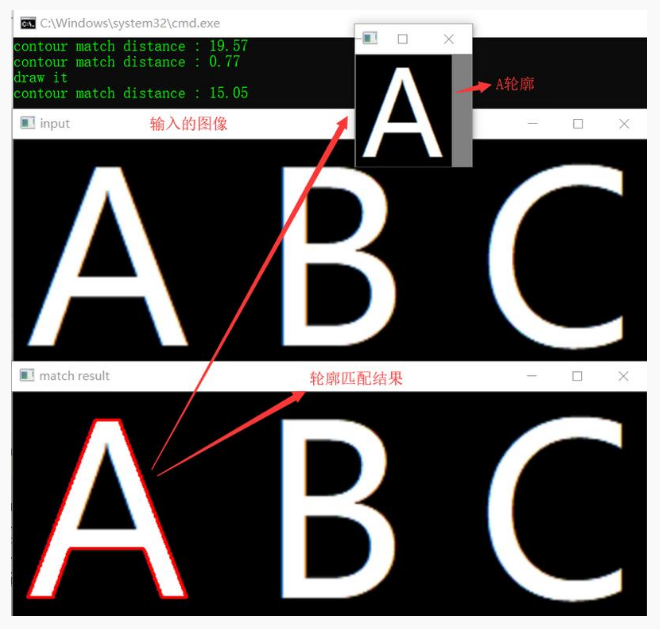 C:\Windows\system32\cmd.exe
contour match distance : 19.57
contour match distance : 0.77
draw it
contour match distance : 15.05
A
A轮廓
input
输入的图像
A B C
match result
轮廓匹配结果
A B C